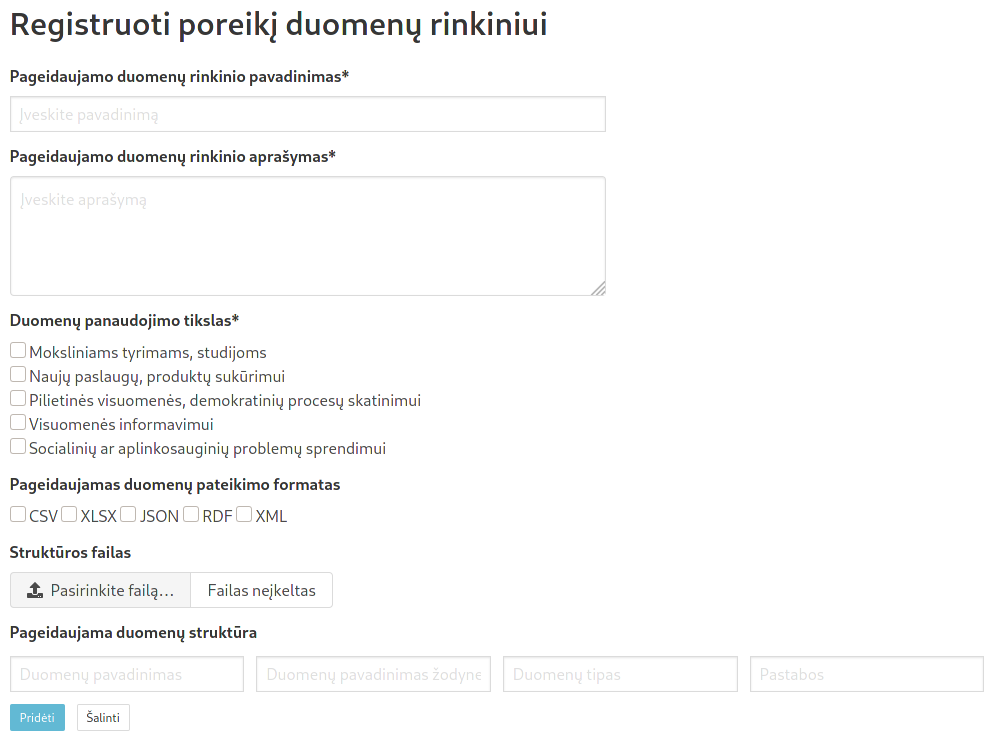 Registruoti poreikį duomenų rinkiniui
Pageidaujamo duomenų rinkinio pavadinimas*
Įveskite pavadinimą
Pageidaujamo duomenų rinkinio aprašymas*
Įveskite aprašymą
Duomenų panaudojimo tikslas*
Moksliniams tyrimams, studijoms
Naujų paslaugų, produktų sukūrimui
Pilietinės visuomenės, demokratinių procesų skatinimui
Visuomenės informavimui
Socialinių ar aplinkosauginių problemų sprendimui
Pageidaujamas duomenų pateikimo formatas
CSV XLSX JSON RDF XML
Struktūros failas
Pasirinkite failą... Failas neįkeltas
Pageidaujama duomenų struktūra
Duomenų pavadinimas Duomenų pavadinimas žodyne Duomenų tipas Pastabos
Pridėti Šalinti